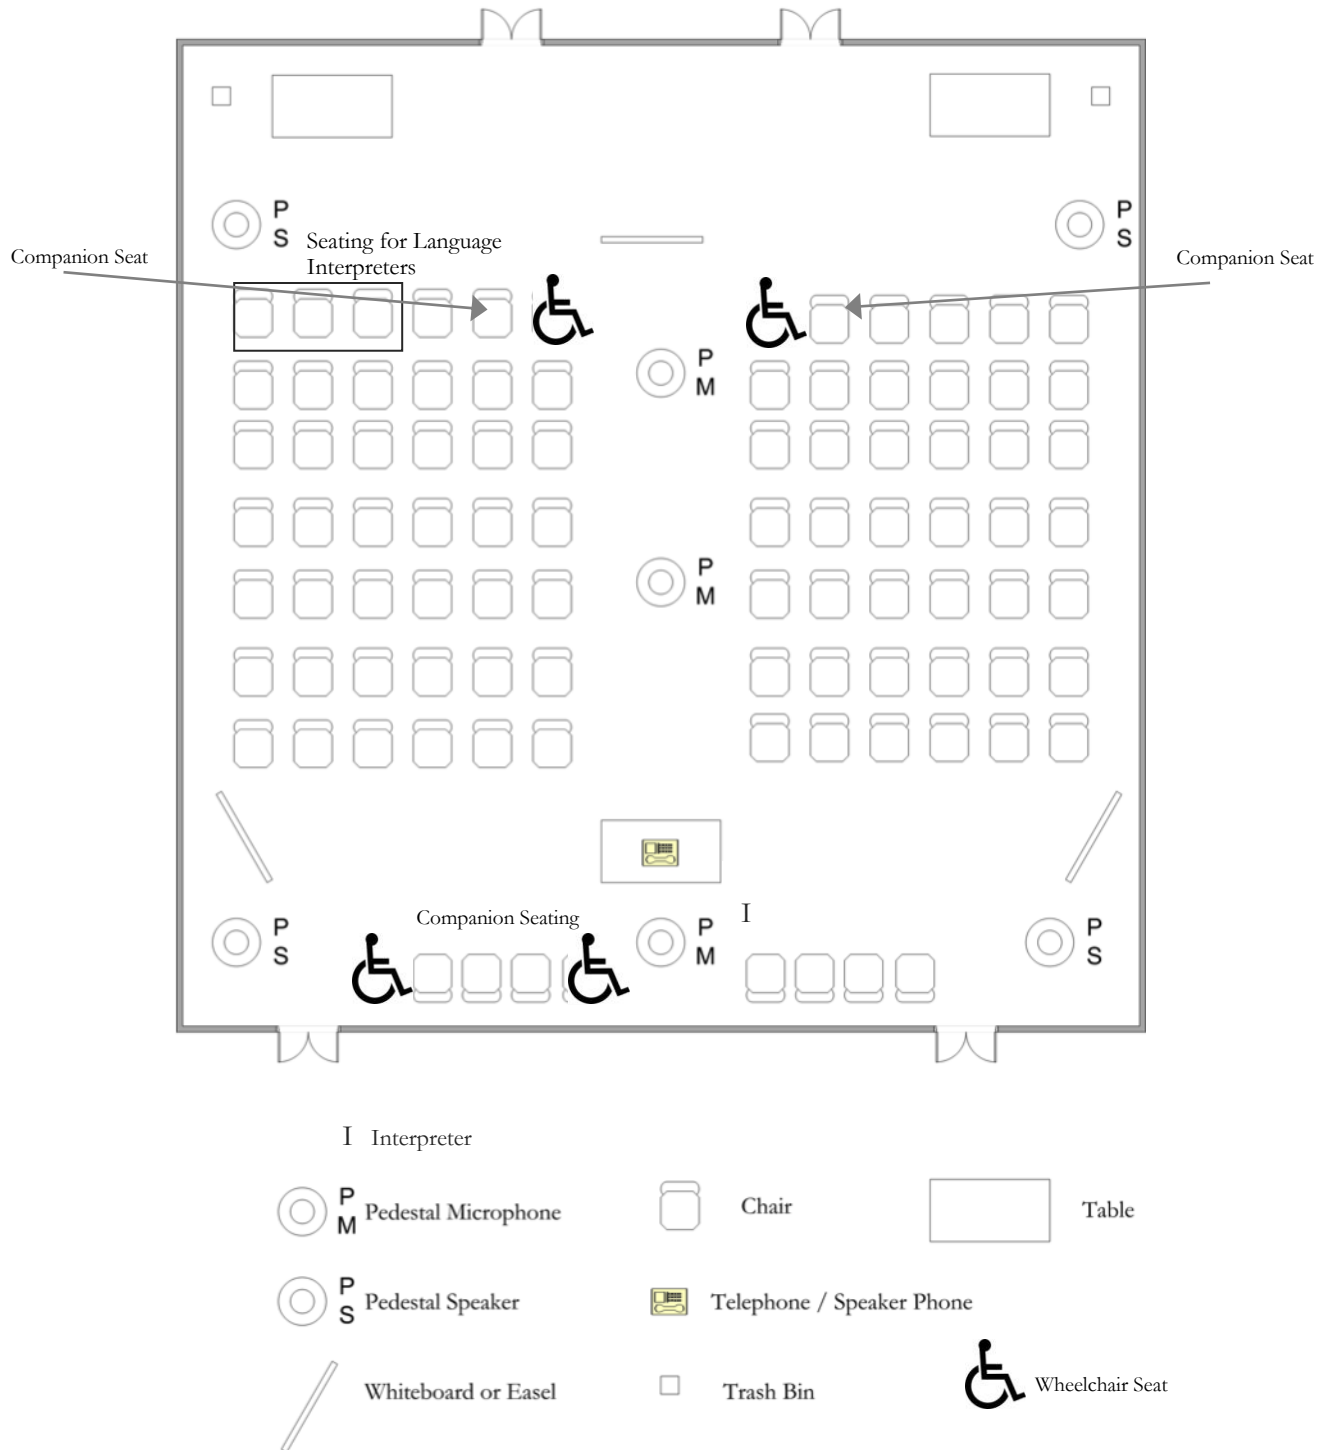 P
S
P
S
Seating for Language
Interpreters
Companion Seat
Companion Seat
P
M
P
M
Companion Seating
I
P
S
P
M
P
S
I Interpreter
P
M Pedestal Microphone
Chair
Table
P
S Pedestal Speaker
Telephone / Speaker Phone
Whiteboard or Easel
Trash Bin
Wheelchair Seat